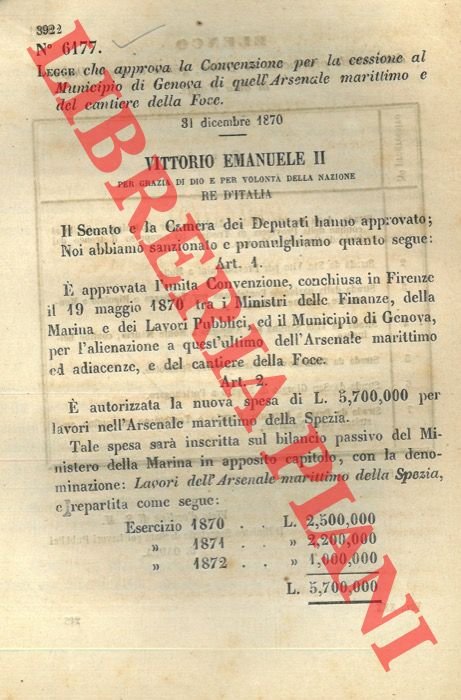 3922
N° 6177.
LEGGE che approva la Convenzione per la cessione al
Municipio di Genova di quell'Arsenale marittimo e
del cantiere della Foce.
31 dicembre 1870
VITTORIO EMANUELE II
PER GRAZIA DI DIO E PER VOLONTÀ DELLA NAZIONE
RE D'ITALIA
Il Senato e la Camera dei Deputati hanno approvato;
Noi abbiamo sanzionato e promulghiamo quanto segue:
Art. 1.
È approvata l'unita Convenzione, conchiusa in Firenze
il 19 maggio 1870 tra i Ministri delle Finanze, della
Marina e dei Lavori Pubblici, ed il Municipio di Genova,
per l'alienazione a quest'ultimo dell'Arsenale marittimo
ed adiacenze, e del cantiere della Foce.
Art. 2.
È autorizzata la nuova spesa di L. 5,700,000 per
lavori nell'Arsenale marittimo della Spezia.
Tale spesa sarà inscritta sul bilancio passivo del Mi-
nistero della Marina in apposito capitolo, con la deno-
minazione: Lavori dell'Arsenale marittimo della Spezia,
e repartita come segue:
Esercizio 1870 . . L. 2,500,000
» 1871 . . » 2,200,000
» 1872 . . » 1,000,000
L. 5,700,000
LIBRERIA PIANI